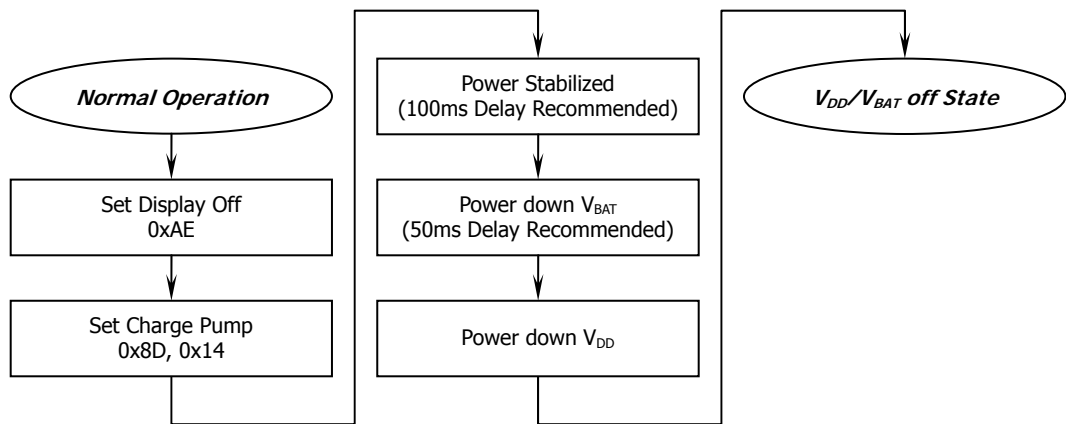 Normal Operation
Set Display Off
0xAE
Set Charge Pump
0x8D, 0x14
Power Stabilized
(100ms Delay Recommended)
Power down VBAT
(50ms Delay Recommended)
Power down VDD
VDD/VBAT off State